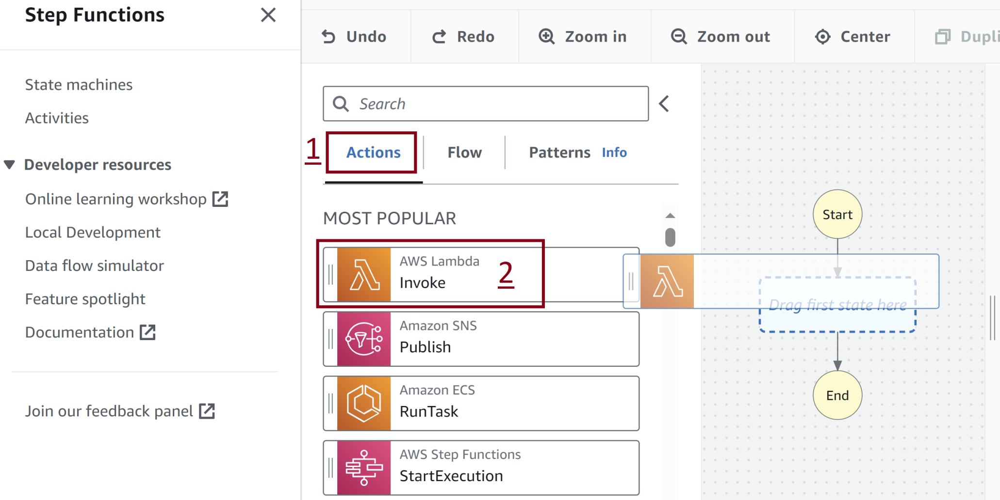 Step Functions
Undo
Redo
Zoom in
Zoom out
Center
Dupli
State machines
Activities
Developer resources
Online learning workshop
Local Development
Data flow simulator
Feature spotlight
Documentation
Join our feedback panel
Search
1
Actions
Flow
Patterns Info
MOST POPULAR
AWS Lambda
Invoke
2
Amazon SNS
Publish
Amazon ECS
RunTask
AWS Step Functions
StartExecution
Start
Drag first state here
End